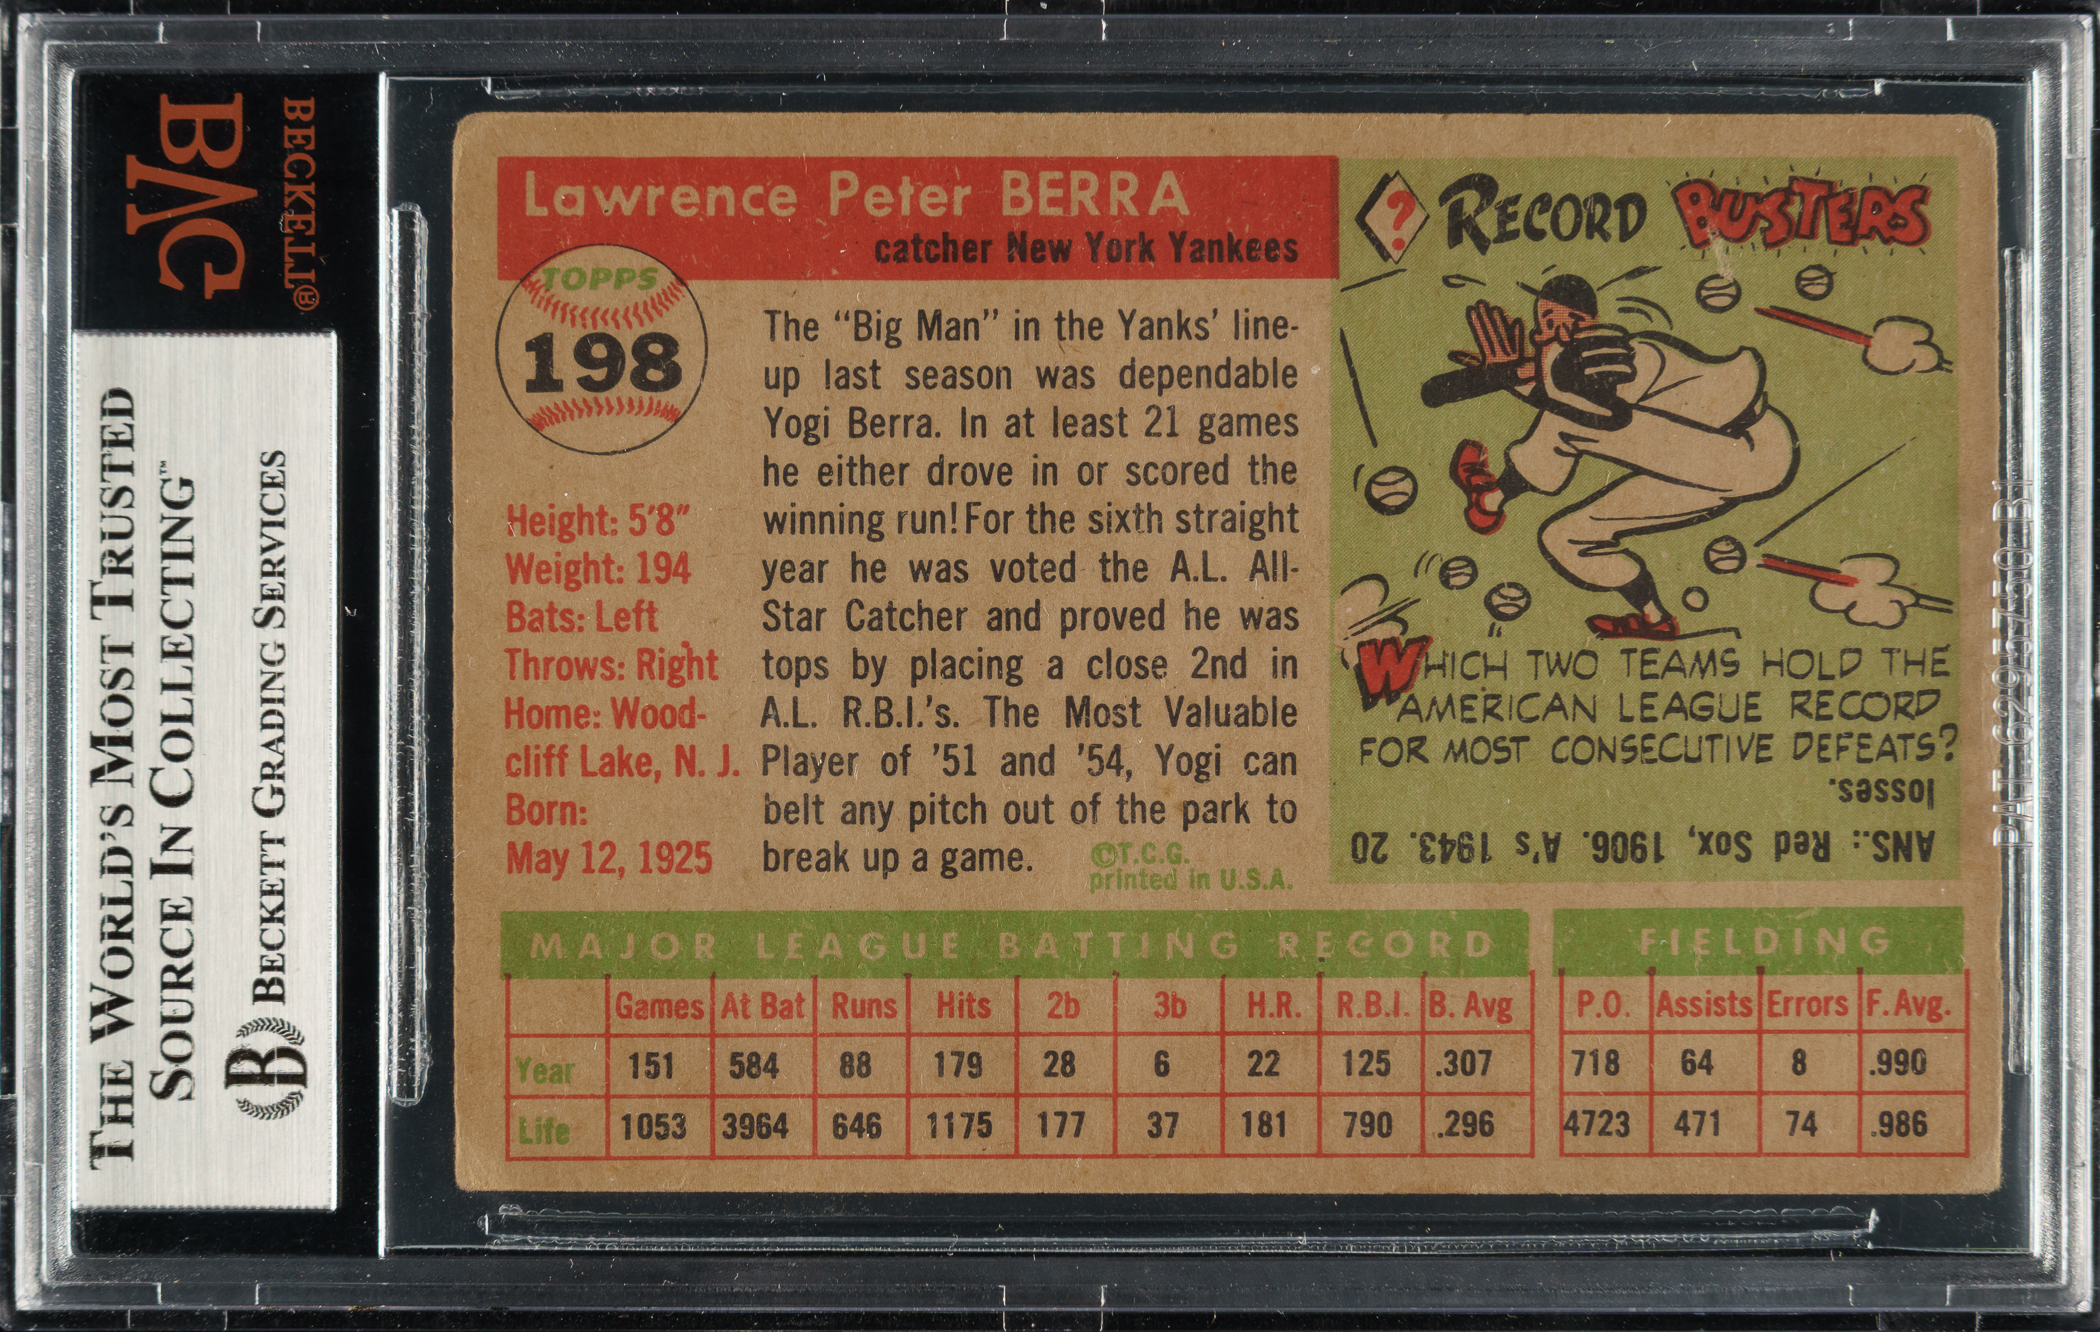 BECKETT®
BVG
THE WORLD'S MOST TRUSTED
SOURCE IN COLLECTING™
BECKETT GRADING SERVICES
Lawrence Peter BERRA
catcher New York Yankees
TOPPS
198
Height: 5'8"
Weight: 194
Bats: Left
Throws: Right
Home: Wood-
cliff Lake, N. J.
Born:
May 12, 1925
The “Big Man” in the Yanks’ line-
up last season was dependable
Yogi Berra. In at least 21 games
he either drove in or scored the
winning run! For the sixth straight
year he was voted the A.L. All-
Star Catcher and proved he was
tops by placing a close 2nd in
A.L. R.B.I.'s. The Most Valuable
Player of '51 and '54, Yogi can
belt any pitch out of the park to
break up a game.
©T.C.G.
printed in U.S.A.
? RECORD BUSTERS
WHICH TWO TEAMS HOLD THE
AMERICAN LEAGUE RECORD
FOR MOST CONSECUTIVE DEFEATS?
ANS.: Red Sox, 1906. A's 1943. 20
losses.
MAJOR LEAGUE BATTING RECORD
Games At Bat Runs Hits 2b 3b H.R. R.B.I. B. Avg
Year 151 584 88 179 28 6 22 125 .307
Life 1053 3964 646 1175 177 37 181 790 .296
FIELDING
P.O. Assists Errors F. Avg.
718 64 8 .990
4723 471 74 .986